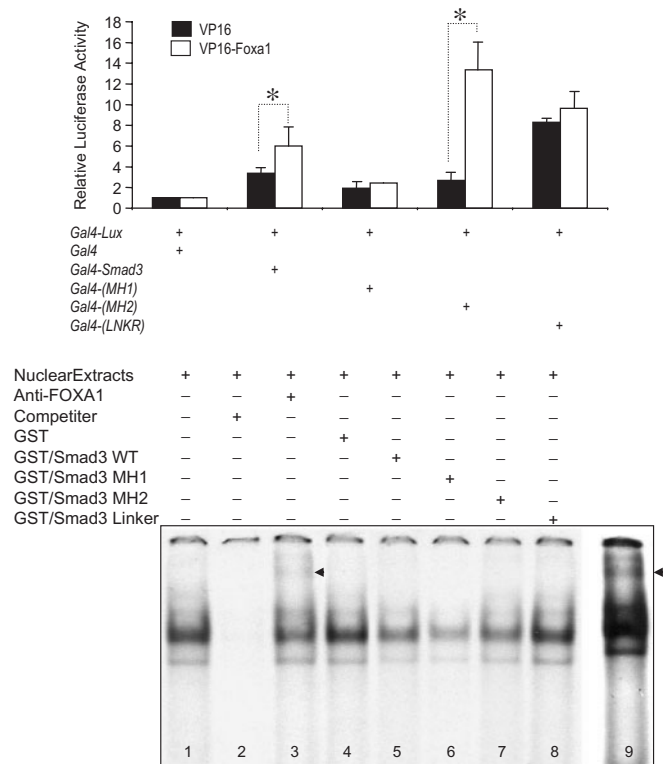 18
16
14
12
10
8
6
4
2
0
Relative Luciferase Activity
VP16
VP16-Foxa1
*
*
Gal4-Lux + + + + +
Gal4 +
Gal4-Smad3 +
Gal4-(MH1) +
Gal4-(MH2) +
Gal4-(LNKR) +
NuclearExtracts + + + + + + + +
Anti-FOXA1 – – + – – – – –
Competiter – + – – – – – –
GST – – – + – – – –
GST/Smad3 WT – – – – + – – –
GST/Smad3 MH1 – – – – – + – –
GST/Smad3 MH2 – – – – – – + –
GST/Smad3 Linker – – – – – – – +
1 2 3 4 5 6 7 8 9